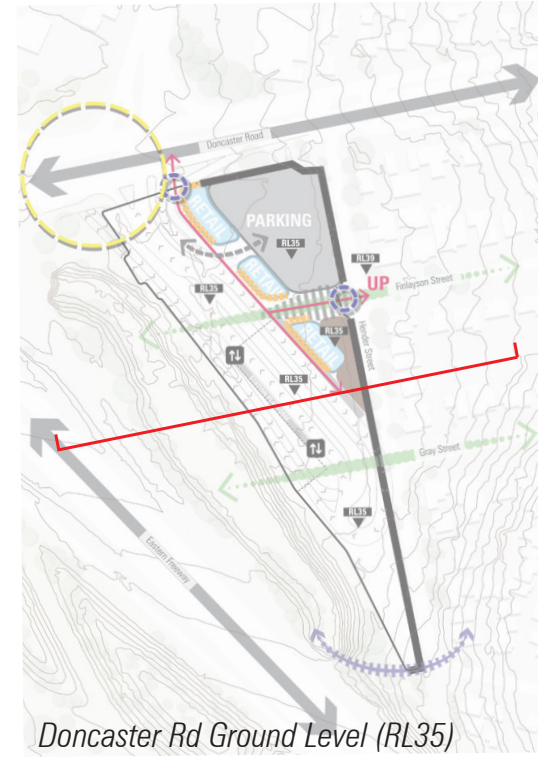 Doncaster Road
RETAIL
PARKING
RL35
RETAIL
RL39
UP
Finlayson Street
RL35
RL35
RETAIL
Hender Street
RL35
Gray Street
RL35
Eastern Freeway
Doncaster Rd Ground Level (RL35)